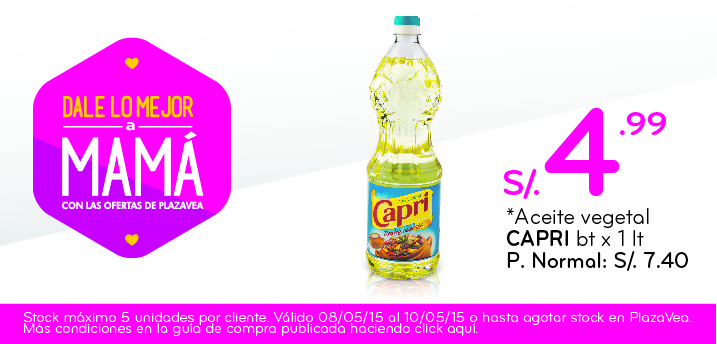 DALE LO MEJOR
a
MAMÁ
CON LAS OFERTAS DE PLAZAVEA
Capri
S/. 4.99
*Aceite vegetal
CAPRI bt x 1 lt
P. Normal: S/. 7.40
Stock máximo 5 unidades por cliente. Válido 08/05/15 al 10/05/15 o hasta agotar stock en PlazaVea.
Más condiciones en la guía de compra publicada haciendo click aquí.